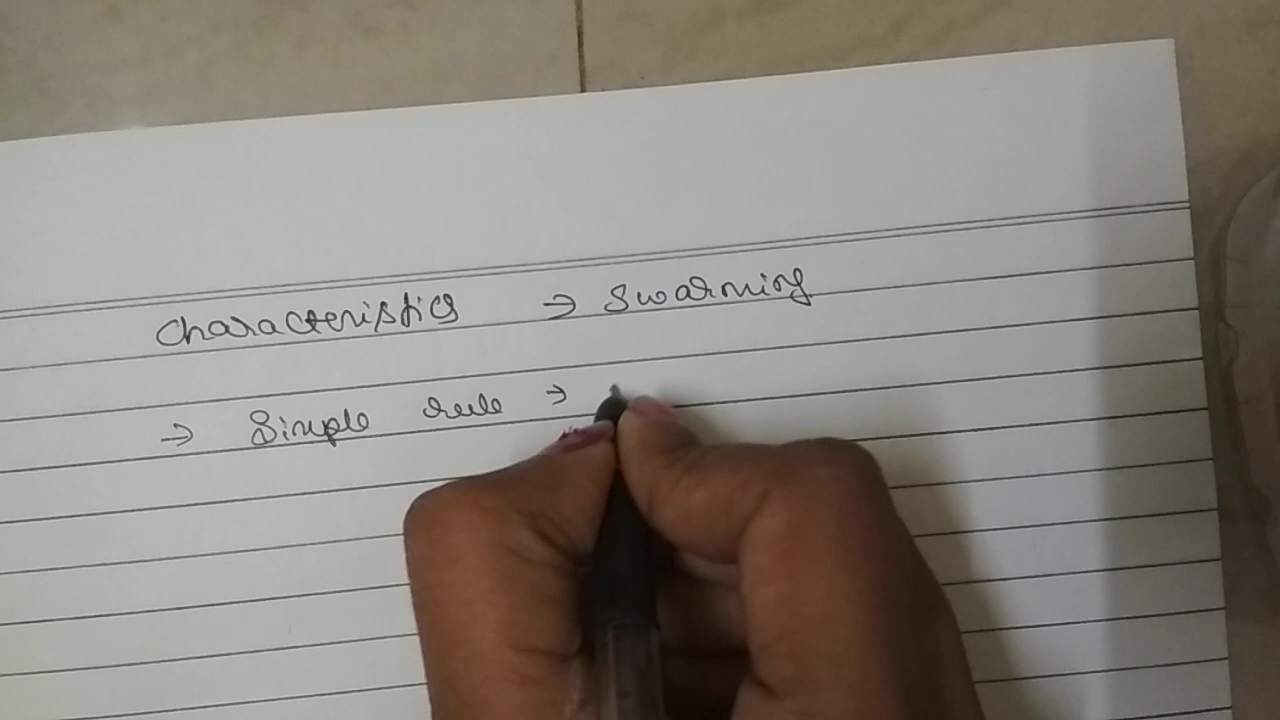 Characteristics → Swarming
→ Simple rule →